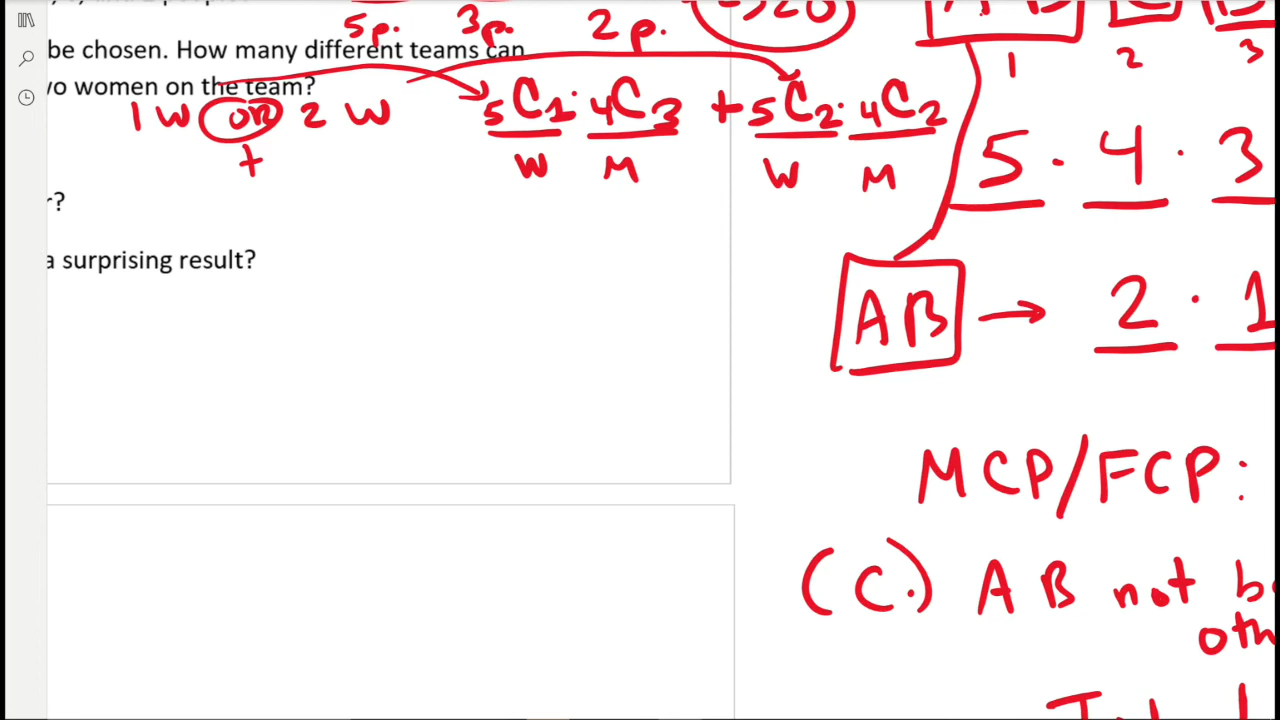 5p. 3p. 2p.
be chosen. How many different teams can
wo women on the team?
1 W OR 2 W
+
5C1 · 4C3 + 5C2 · 4C2
W M W M
1 2 3
5 · 4 · 3
r?
a surprising result?
AB → 2 · 1
MCP/FCP:
(C.) AB not b
oth